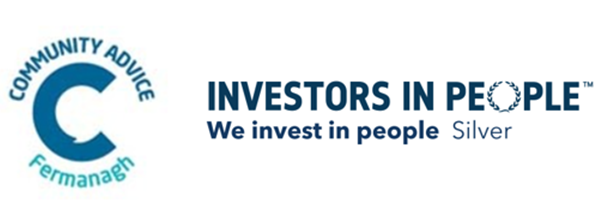 COMMUNITY ADVICE
Fermanagh
INVESTORS IN PEOPLE™
We invest in people Silver